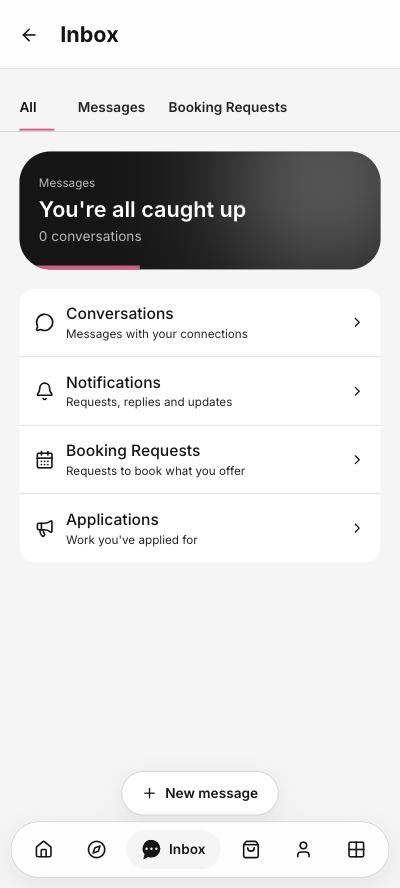 Inbox
All
Messages
Booking Requests
Messages
You're all caught up
0 conversations
Conversations
Messages with your connections
Notifications
Requests, replies and updates
Booking Requests
Requests to book what you offer
Applications
Work you've applied for
New message
Inbox